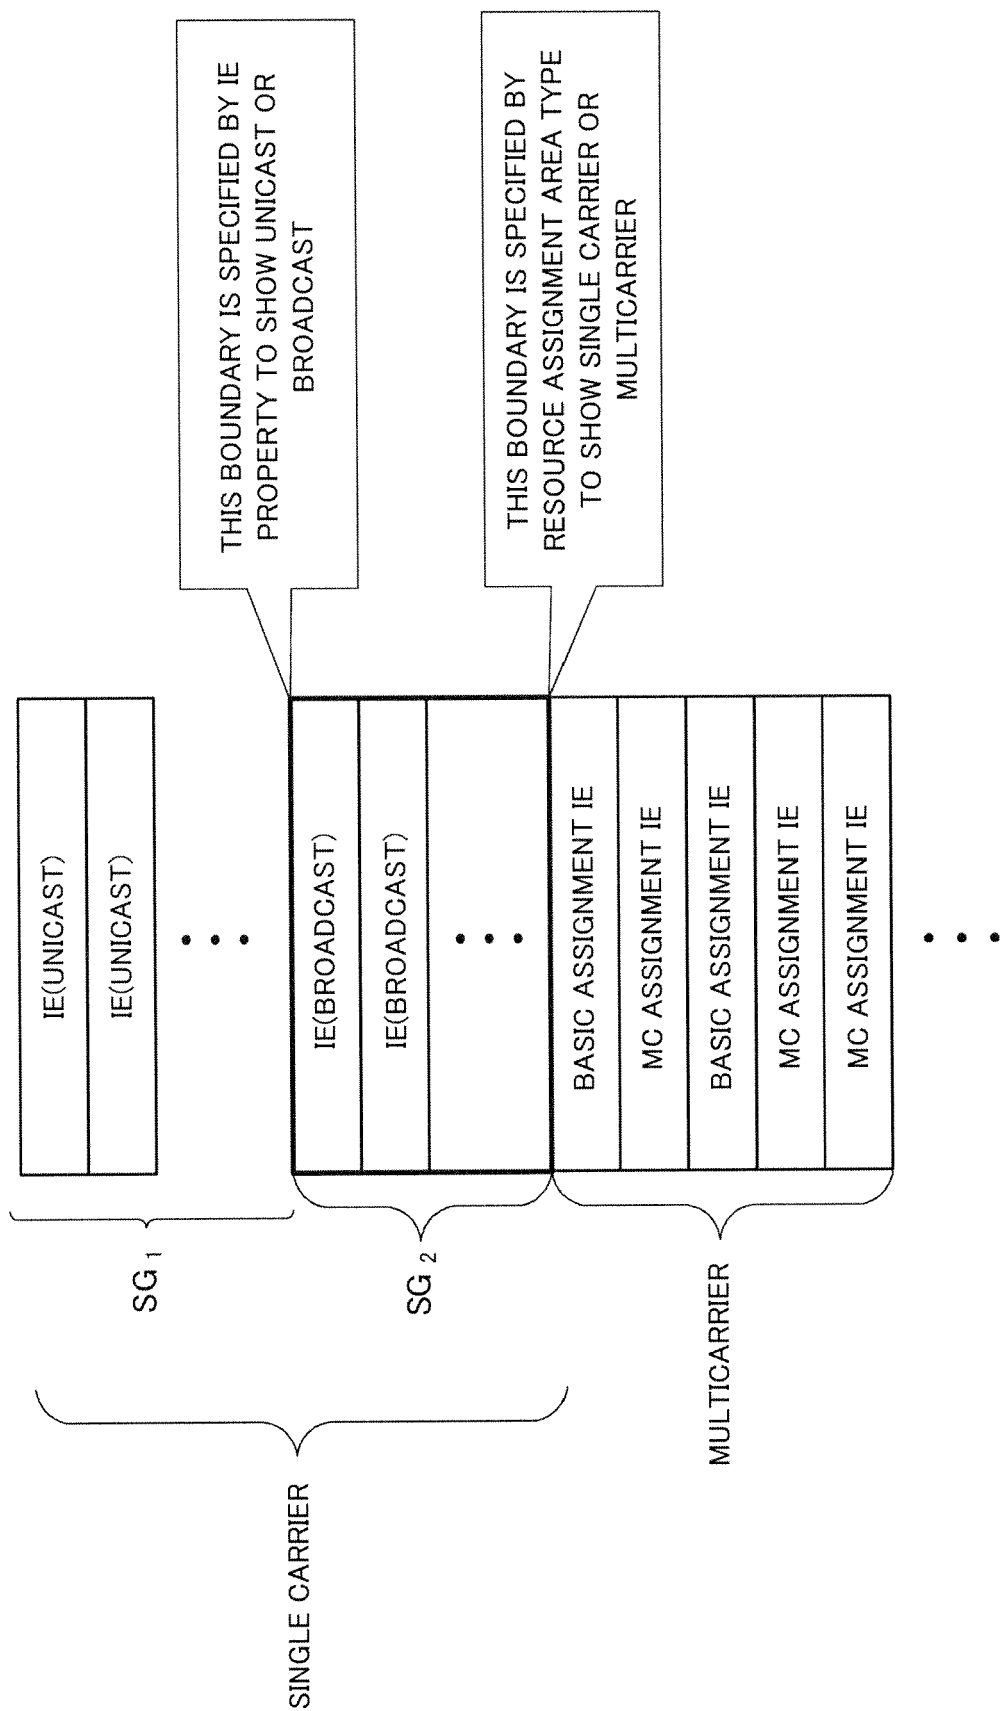 SINGLE CARRIER
SG1
SG2
MULTICARRIER
IE(UNICAST)
IE(UNICAST)
• • •
IE(BROADCAST)
IE(BROADCAST)
• • •
BASIC ASSIGNMENT IE
MC ASSIGNMENT IE
BASIC ASSIGNMENT IE
MC ASSIGNMENT IE
MC ASSIGNMENT IE
• • •
THIS BOUNDARY IS SPECIFIED BY IE
PROPERTY TO SHOW UNICAST OR
BROADCAST
THIS BOUNDARY IS SPECIFIED BY
RESOURCE ASSIGNMENT AREA TYPE
TO SHOW SINGLE CARRIER OR
MULTICARRIER